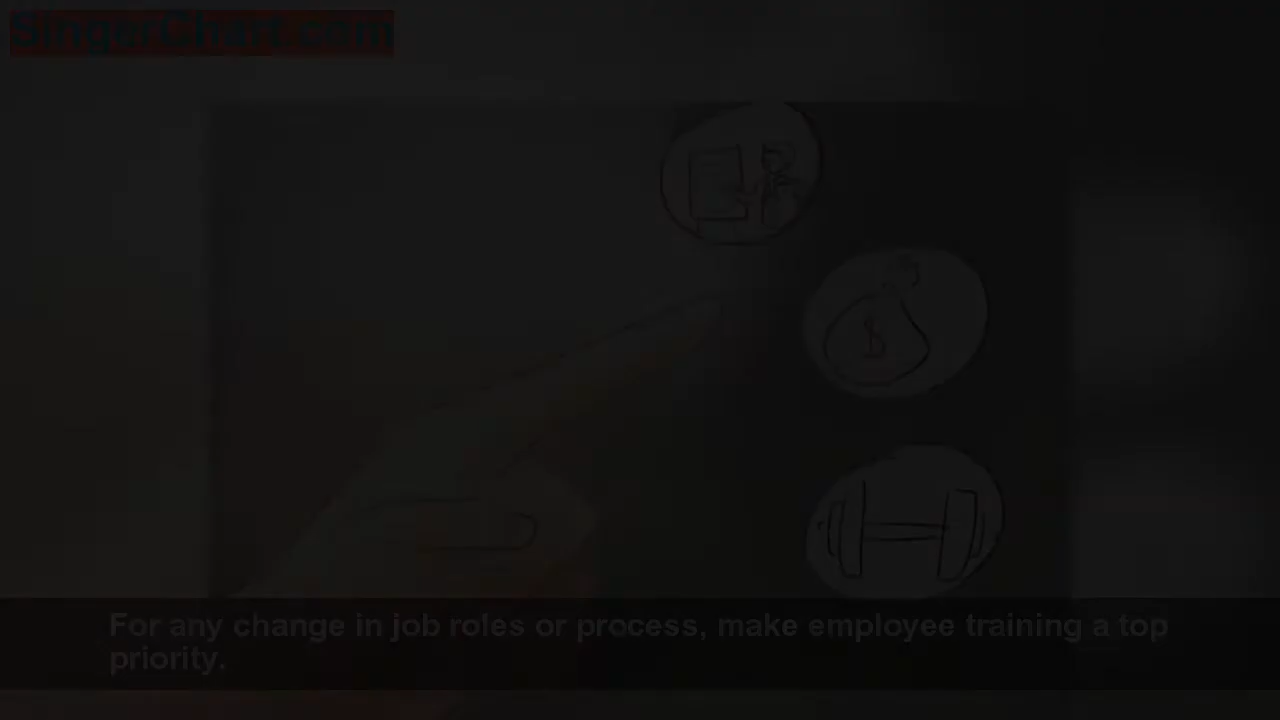 SingerChart.com
$
For any change in job roles or process, make employee training a top
priority.